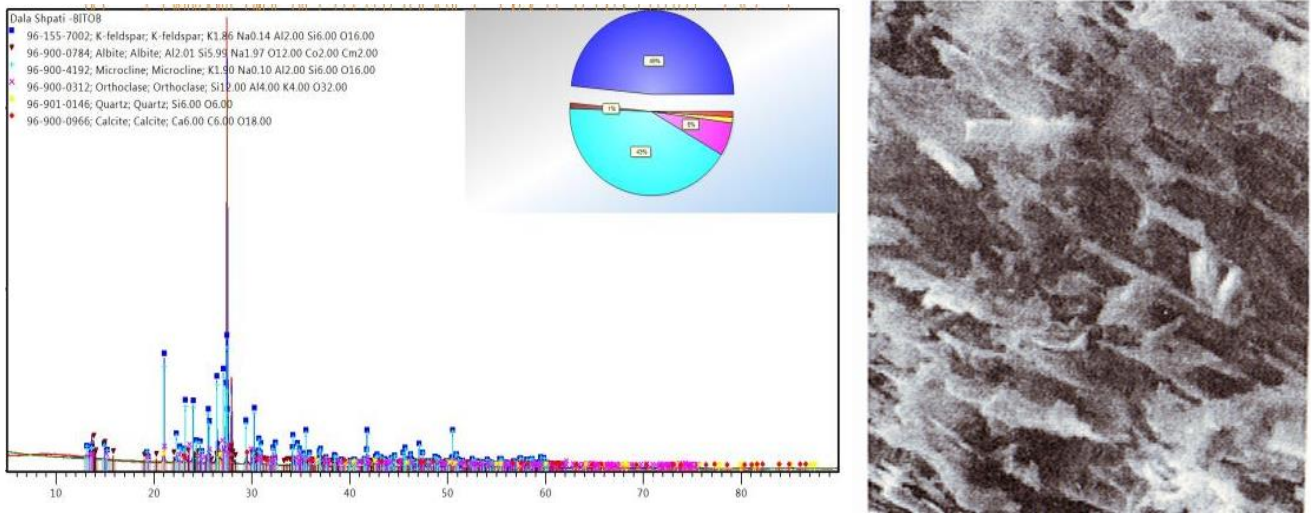 Dala Shpati -BITO8
96-155-7002; K-feldspar; K-feldspar; K1.86 Na0.14 Al2.00 Si6.00 O16.00
96-900-0784; Albite; Albite; Al2.01 Si5.99 Na1.97 O12.00 Co2.00 Cm2.00
96-900-4192; Microcline; Microcline; K1.90 Na0.10 Al2.00 Si6.00 O16.00
96-900-0312; Orthoclase; Orthoclase; Si12.00 Al4.00 K4.00 O32.00
96-901-0146; Quartz; Quartz; Si6.00 O6.00
96-900-0966; Calcite; Calcite; Ca6.00 C6.00 O18.00
1%
43%
10 20 30 40 50 60 70 80